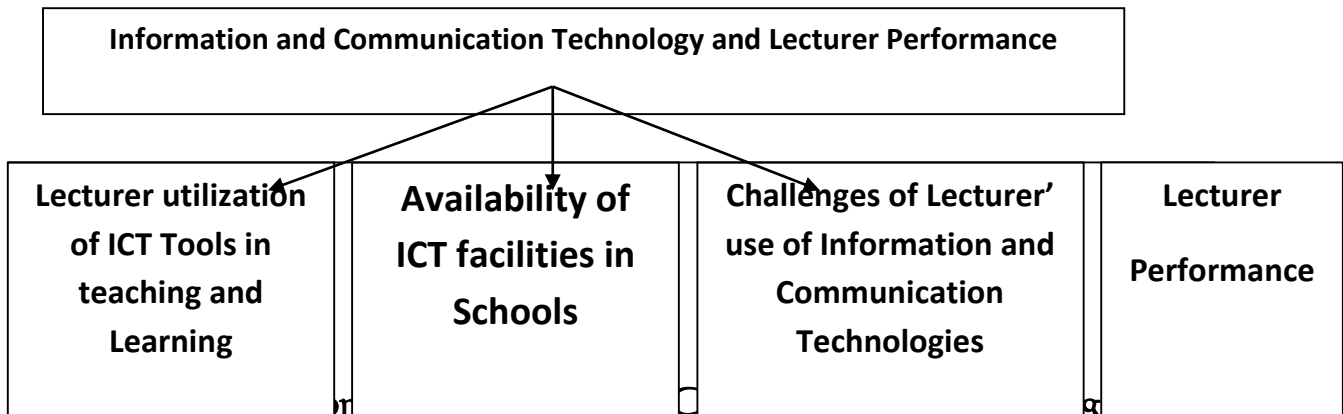 Information and Communication Technology and Lecturer Performance
Lecturer utilization
of ICT Tools in
teaching and
Learning
Availability of
ICT facilities in
Schools
Challenges of Lecturer’
use of Information and
Communication
Technologies
Lecturer
Performance